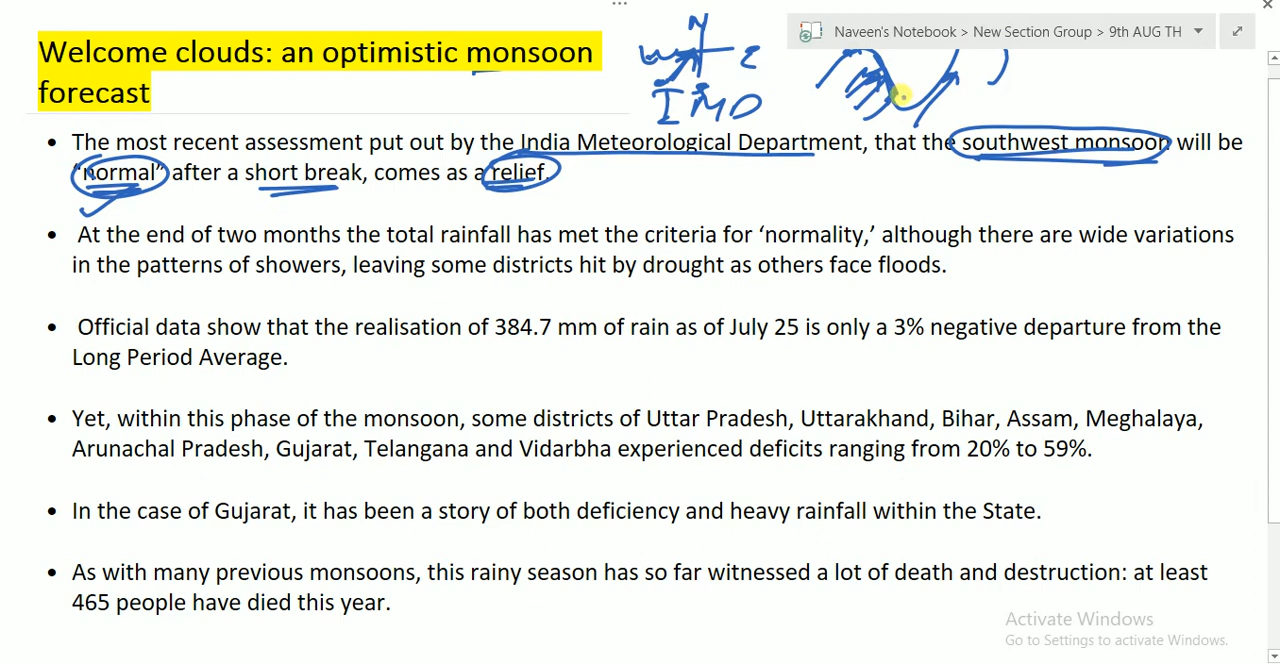 Naveen's Notebook > New Section Group > 9th AUG TH
Welcome clouds: an optimistic monsoon
forecast
N
W E
IMD
• The most recent assessment put out by the India Meteorological Department, that the southwest monsoon will be
"normal" after a short break, comes as a relief.
• At the end of two months the total rainfall has met the criteria for ‘normality,’ although there are wide variations
in the patterns of showers, leaving some districts hit by drought as others face floods.
• Official data show that the realisation of 384.7 mm of rain as of July 25 is only a 3% negative departure from the
Long Period Average.
• Yet, within this phase of the monsoon, some districts of Uttar Pradesh, Uttarakhand, Bihar, Assam, Meghalaya,
Arunachal Pradesh, Gujarat, Telangana and Vidarbha experienced deficits ranging from 20% to 59%.
• In the case of Gujarat, it has been a story of both deficiency and heavy rainfall within the State.
• As with many previous monsoons, this rainy season has so far witnessed a lot of death and destruction: at least
465 people have died this year.
Activate Windows
Go to Settings to activate Windows.